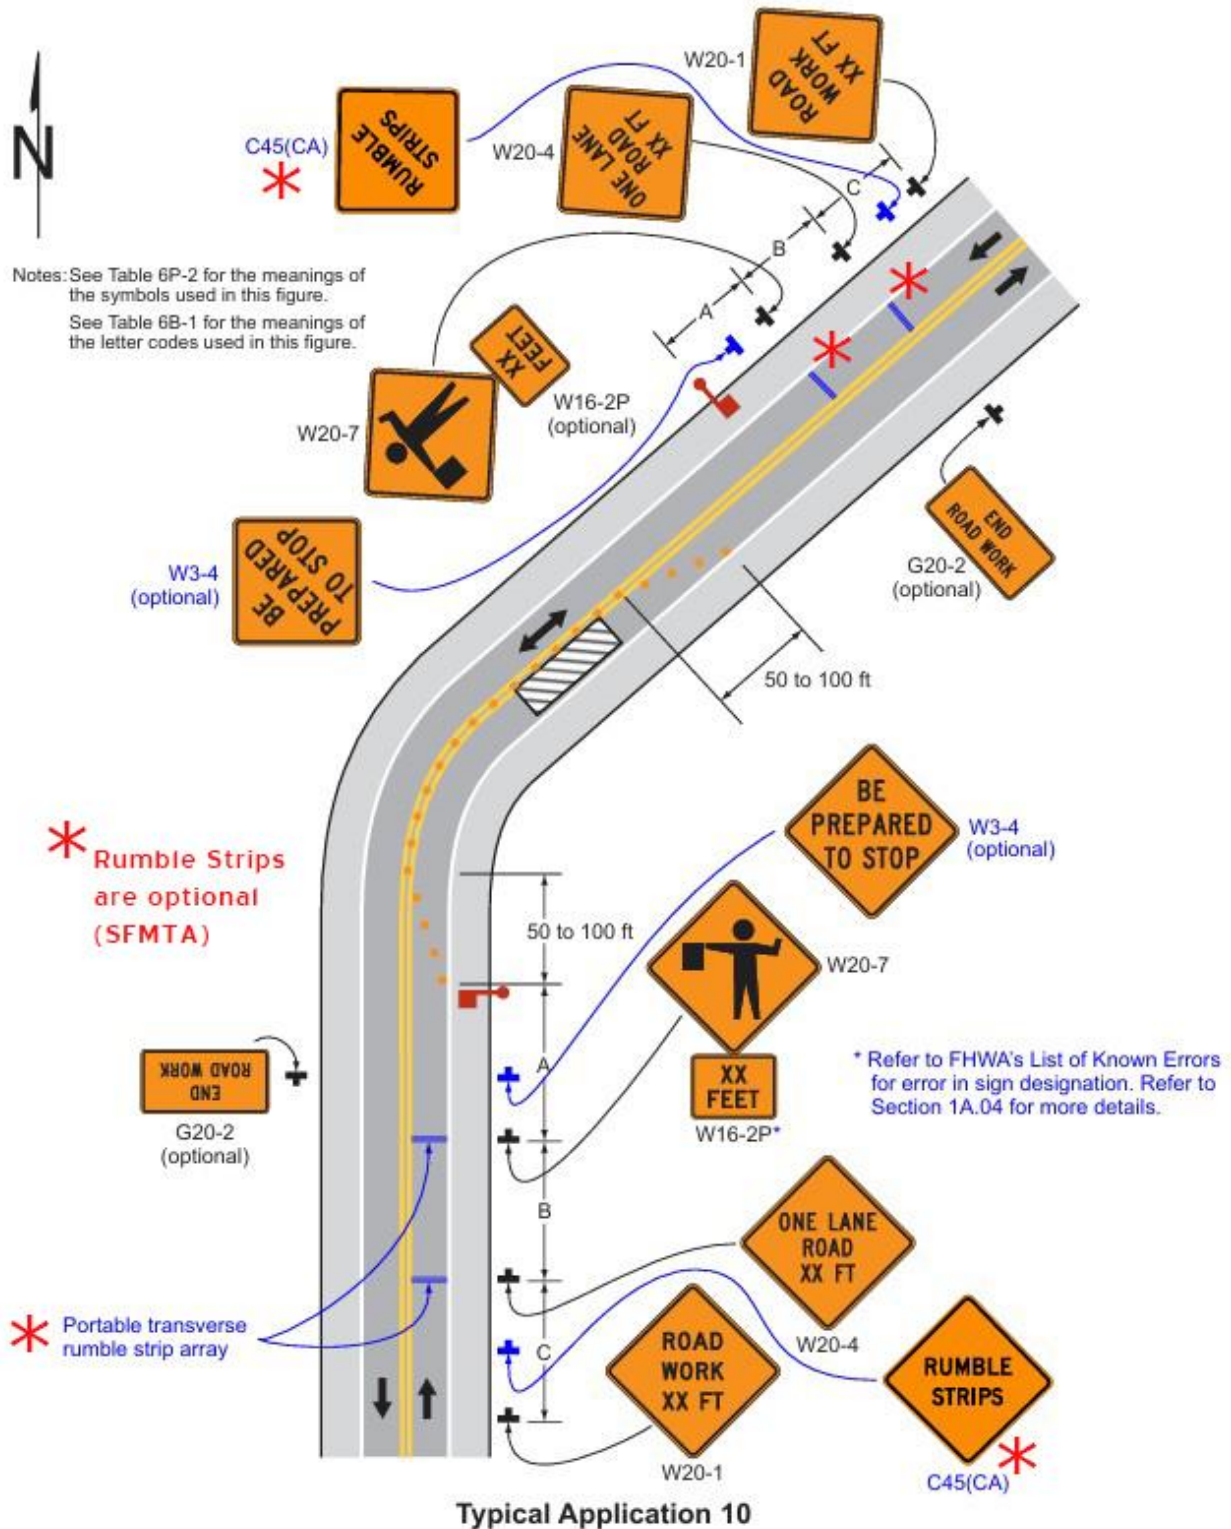 W20-1
ROAD
WORK
XX FT
N
C45(CA)
RUMBLE
STRIPS
W20-4
ONE LANE
ROAD
XX FT
C
B
A
Notes: See Table 6P-2 for the meanings of
the symbols used in this figure.
See Table 6B-1 for the meanings of
the letter codes used in this figure.
XX
FEET
W16-2P
(optional)
W20-7
W3-4
(optional)
BE
PREPARED
TO STOP
END
ROAD WORK
G20-2
(optional)
50 to 100 ft
BE
PREPARED
TO STOP
W3-4
(optional)
* Rumble Strips
are optional
(SFMTA)
50 to 100 ft
W20-7
A
XX
FEET
W16-2P*
* Refer to FHWA's List of Known Errors
for error in sign designation. Refer to
Section 1A.04 for more details.
END
ROAD WORK
G20-2
(optional)
B
ONE LANE
ROAD
XX FT
W20-4
* Portable transverse
rumble strip array
C
ROAD
WORK
XX FT
W20-1
RUMBLE
STRIPS
C45(CA)
Typical Application 10